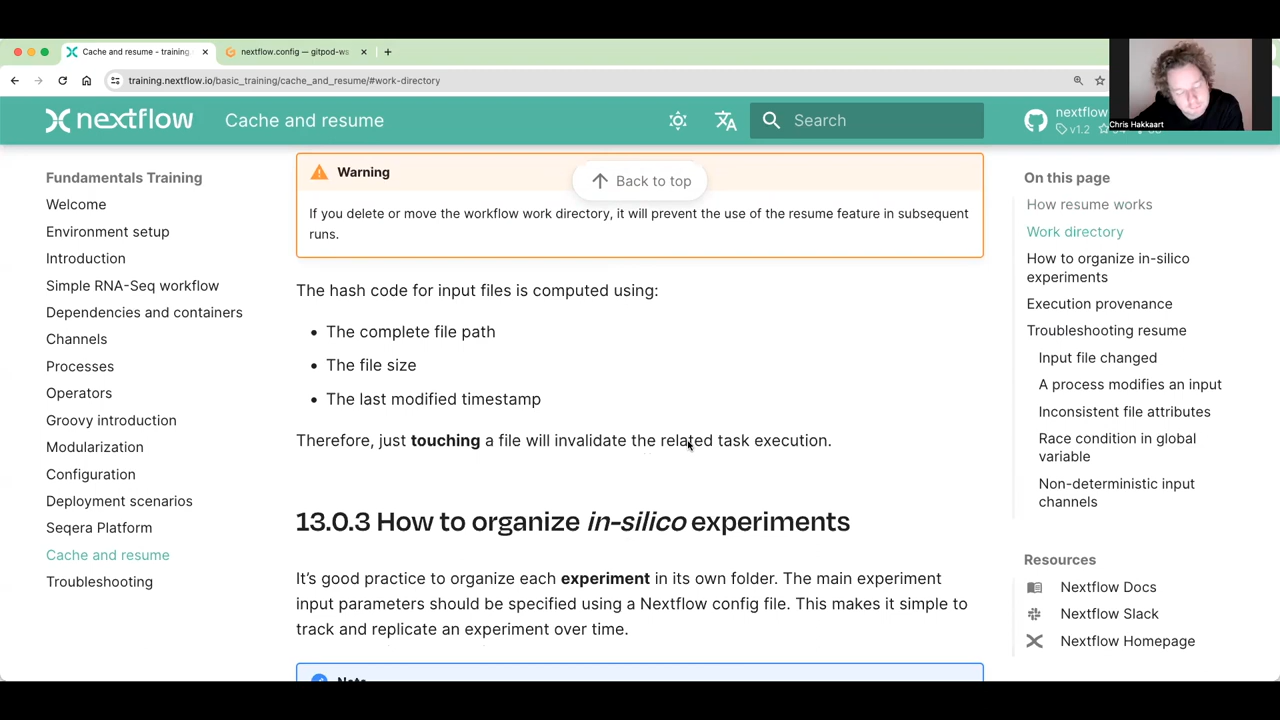 Cache and resume - training.
nextflow.config — gitpod-ws
training.nextflow.io/basic_training/cache_and_resume/#work-directory
Chris Hakkaart
nextflow
Cache and resume
Search
nextflow
v1.2
Fundamentals Training
Welcome
Environment setup
Introduction
Simple RNA-Seq workflow
Dependencies and containers
Channels
Processes
Operators
Groovy introduction
Modularization
Configuration
Deployment scenarios
Seqera Platform
Cache and resume
Troubleshooting
Warning
Back to top
If you delete or move the workflow work directory, it will prevent the use of the resume feature in subsequent
runs.
The hash code for input files is computed using:
• The complete file path
• The file size
• The last modified timestamp
Therefore, just touching a file will invalidate the related task execution.
13.0.3 How to organize in-silico experiments
It's good practice to organize each experiment in its own folder. The main experiment
input parameters should be specified using a Nextflow config file. This makes it simple to
track and replicate an experiment over time.
Note
On this page
How resume works
Work directory
How to organize in-silico
experiments
Execution provenance
Troubleshooting resume
Input file changed
A process modifies an input
Inconsistent file attributes
Race condition in global
variable
Non-deterministic input
channels
Resources
Nextflow Docs
Nextflow Slack
Nextflow Homepage